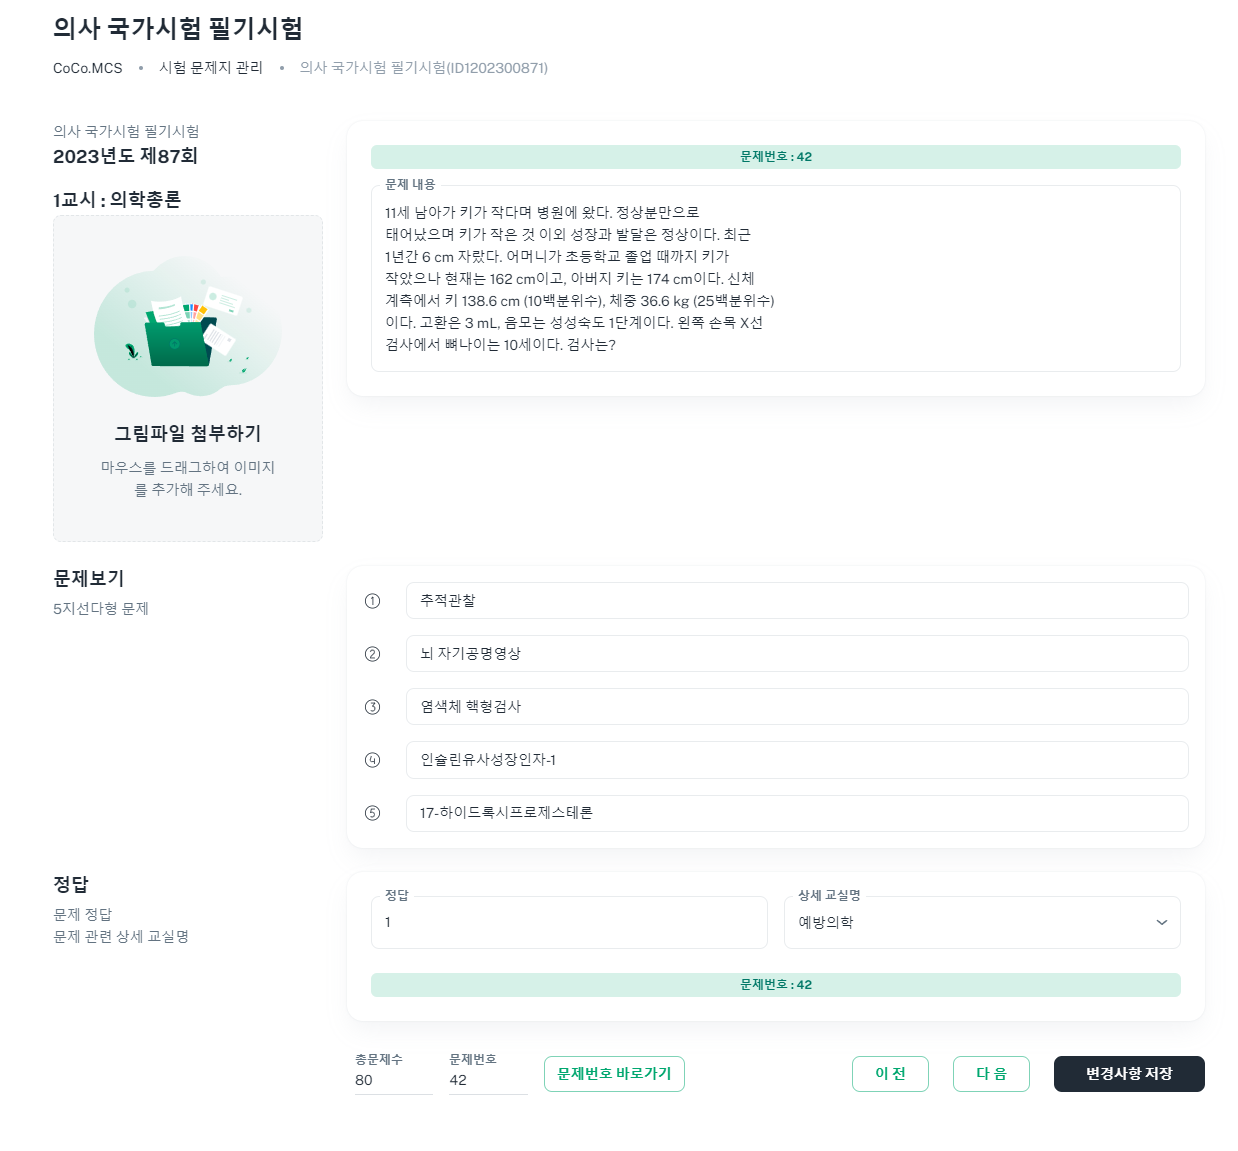 의사 국가시험 필기시험
CoCo.MCS • 시험 문제지 관리 • 의사 국가시험 필기시험(ID1202300871)
의사 국가시험 필기시험
2023년도 제87회
1교시 : 의학총론
그림파일 첨부하기
마우스를 드래그하여 이미지
를 추가해 주세요.
문제번호 : 42
문제 내용
11세 남아가 키가 작다며 병원에 왔다. 정상분만으로
태어났으며 키가 작은 것 이외 성장과 발달은 정상이다. 최근
1년간 6 cm 자랐다. 어머니가 초등학교 졸업 때까지 키가
작았으나 현재는 162 cm이고, 아버지 키는 174 cm이다. 신체
계측에서 키 138.6 cm (10백분위수), 체중 36.6 kg (25백분위수)
이다. 고환은 3 mL, 음모는 성성숙도 1단계이다. 왼쪽 손목 X선
검사에서 뼈나이는 10세이다. 검사는?
문제보기
5지선다형 문제
① 추적관찰
② 뇌 자기공명영상
③ 염색체 핵형검사
④ 인슐린유사성장인자-1
⑤ 17-하이드록시프로제스테론
정답
문제 정답
문제 관련 상세 교실명
정답
1
상세 교실명
예방의학
문제번호 : 42
총문제수
80
문제번호
42
문제번호 바로가기
이 전
다 음
변경사항 저장